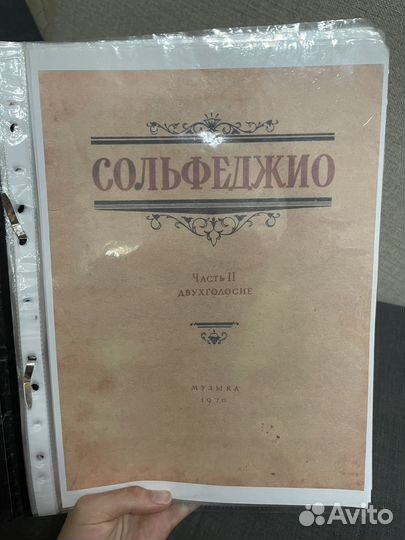 СОЛЬФЕДЖИО
ЧАСТЬ II
ДВУХГОЛОСИЕ
МУЗЫКА
1970
Avito